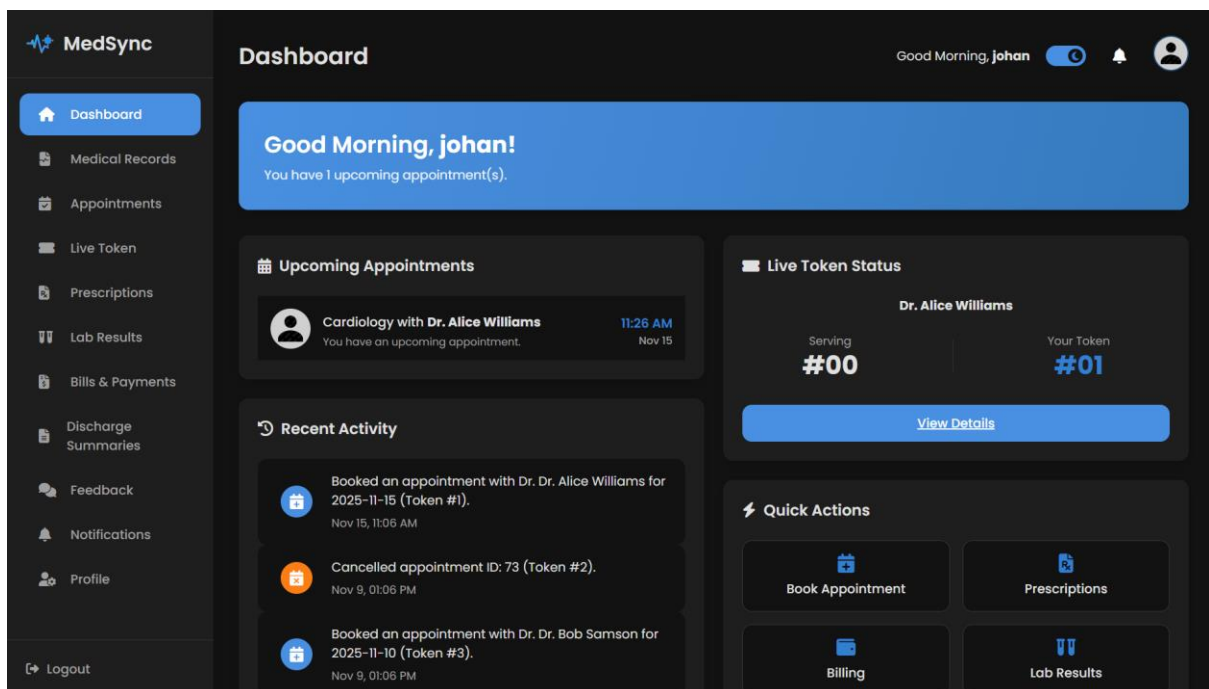 MedSync
Dashboard
Medical Records
Appointments
Live Token
Prescriptions
Lab Results
Bills & Payments
Discharge
Summaries
Feedback
Notifications
Profile
Logout
Dashboard
Good Morning, johan
Good Morning, johan!
You have 1 upcoming appointment(s).
Upcoming Appointments
Cardiology with Dr. Alice Williams
11:26 AM
You have an upcoming appointment.
Nov 15
Recent Activity
Booked an appointment with Dr. Dr. Alice Williams for
2025-11-15 (Token #1).
Nov 15, 11:06 AM
Cancelled appointment ID: 73 (Token #2).
Nov 9, 01:06 PM
Booked an appointment with Dr. Dr. Bob Samson for
2025-11-10 (Token #3).
Nov 9, 01:06 PM
Live Token Status
Dr. Alice Williams
Serving
#00
Your Token
#01
View Details
Quick Actions
Book Appointment
Prescriptions
Billing
Lab Results